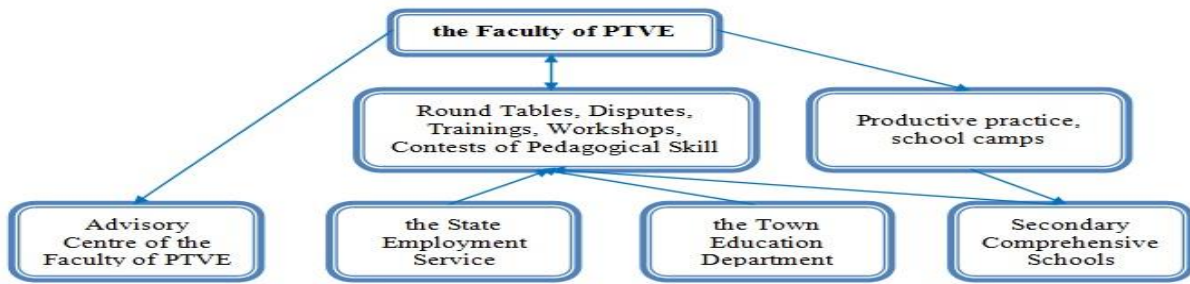 the Faculty of PTVE
Round Tables, Disputes,
Trainings, Workshops,
Contests of Pedagogical Skill
Productive practice,
school camps
Advisory
Centre of the
Faculty of PTVE
the State
Employment
Service
the Town
Education
Department
Secondary
Comprehensive
Schools